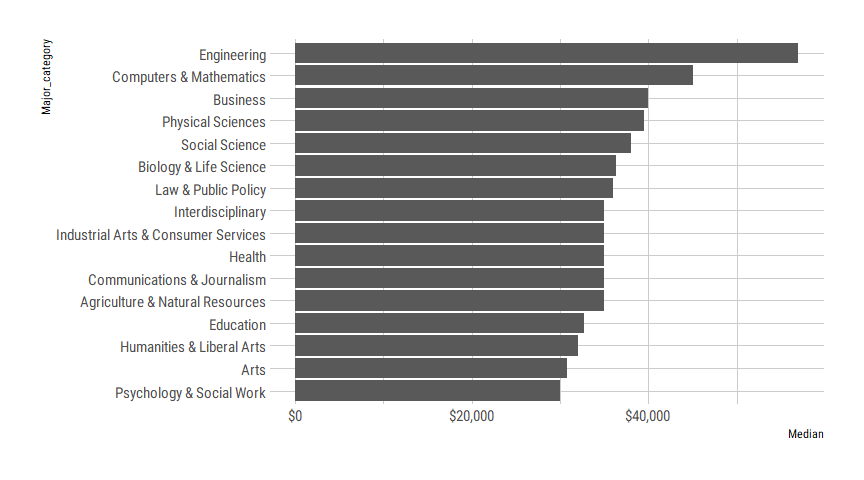 Major_category
Engineering
Computers & Mathematics
Business
Physical Sciences
Social Science
Biology & Life Science
Law & Public Policy
Interdisciplinary
Industrial Arts & Consumer Services
Health
Communications & Journalism
Agriculture & Natural Resources
Education
Humanities & Liberal Arts
Arts
Psychology & Social Work
$0 $20,000 $40,000
Median